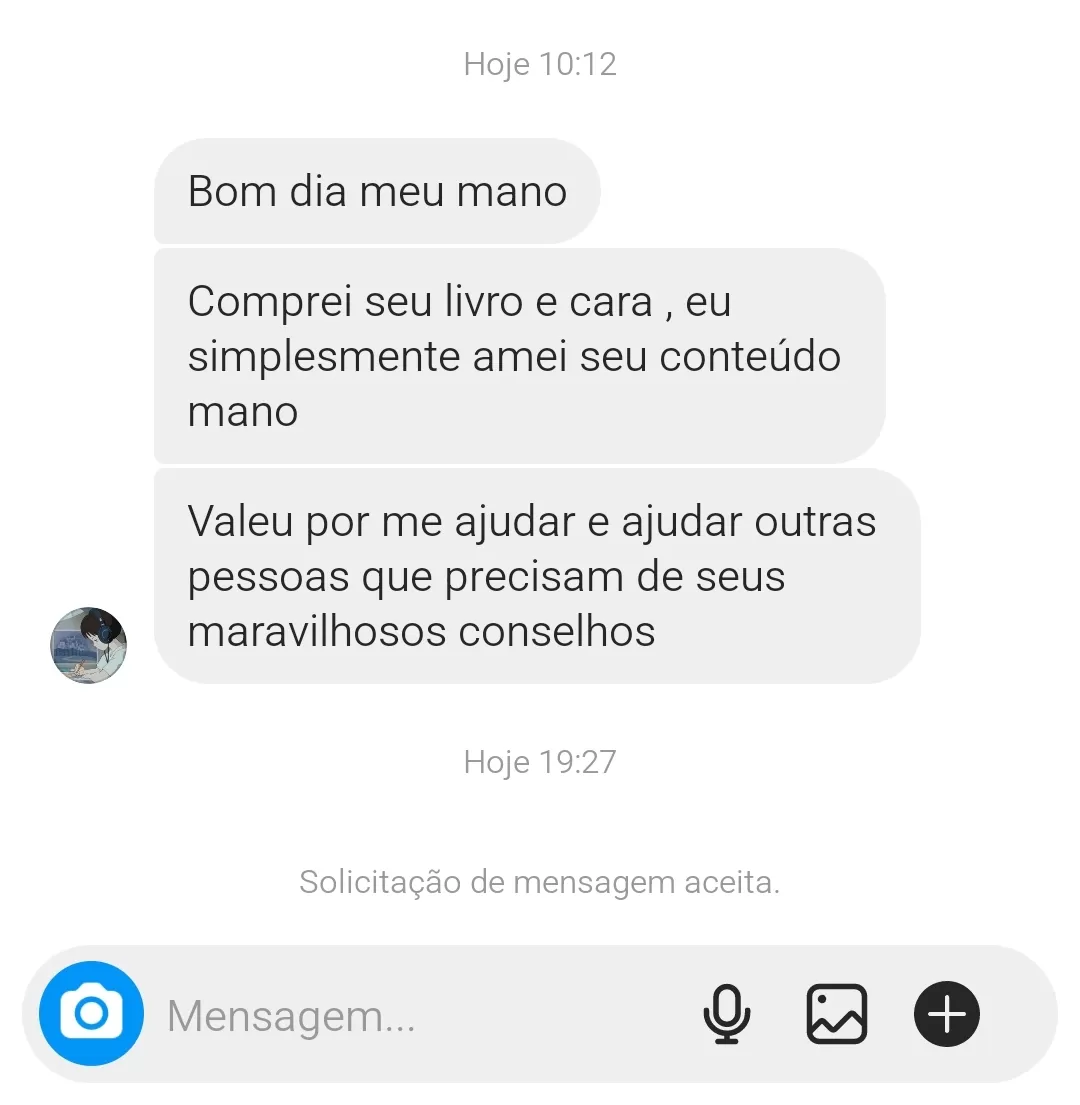 Hoje 10:12
Bom dia meu mano
Comprei seu livro e cara , eu
simplesmente amei seu conteúdo
mano
Valeu por me ajudar e ajudar outras
pessoas que precisam de seus
maravilhosos conselhos
Hoje 19:27
Solicitação de mensagem aceita.
Mensagem...